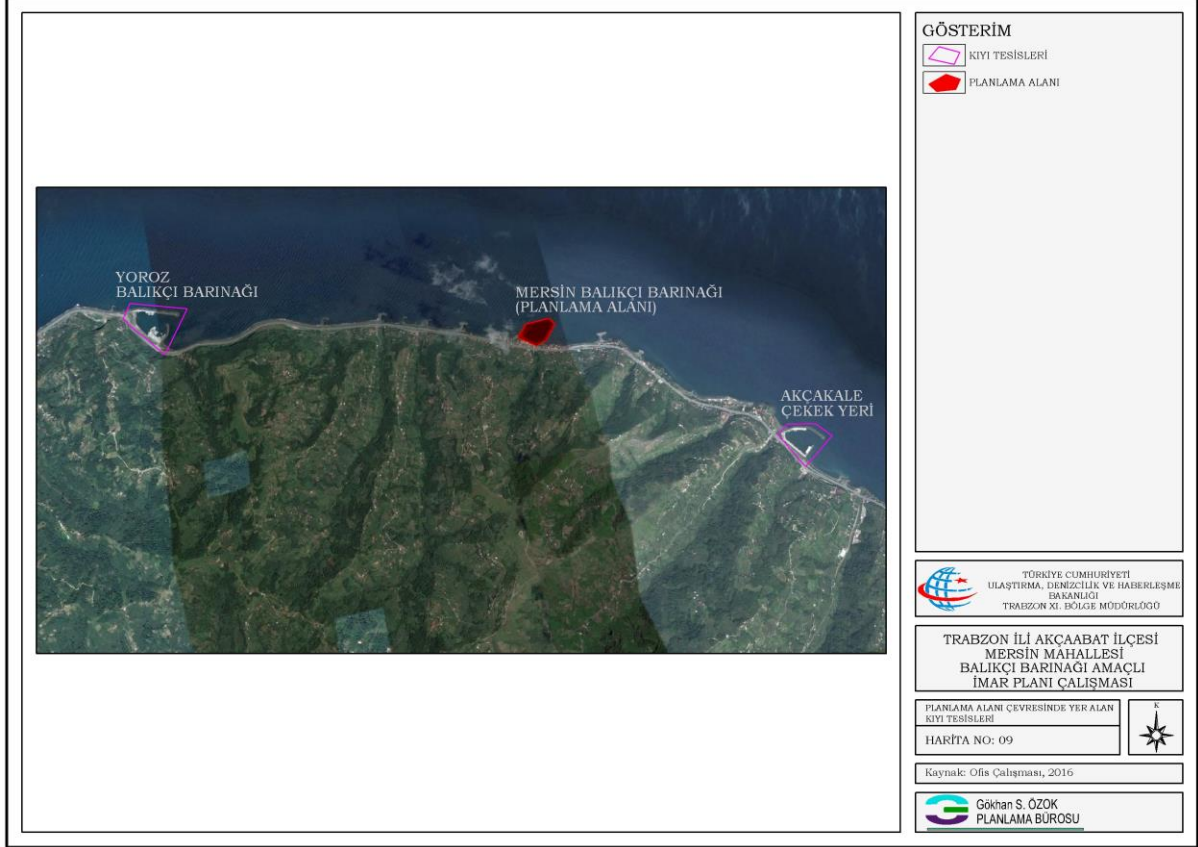 YOROZ
BALIKÇI BARINAĞI
MERSİN BALIKÇI BARINAĞI
(PLANLAMA ALANI)
AKÇAKALE
ÇEKEK YERİ
GÖSTERİM
KIYI TESİSLERİ
PLANLAMA ALANI
TÜRKİYE CUMHURİYETİ
ULAŞTIRMA, DENİZCİLİK VE HABERLEŞME
BAKANLIĞI
TRABZON XI. BÖLGE MÜDÜRLÜĞÜ
TRABZON İLİ AKÇAABAT İLÇESİ
MERSİN MAHALLESİ
BALIKÇI BARINAĞI AMAÇLI
İMAR PLANI ÇALIŞMASI
PLANLAMA ALANI ÇEVRESİNDE YER ALAN
KIYI TESİSLERİ
HARİTA NO: 09
K
Kaynak: Ofis Çalışması, 2016
Gökhan S. ÖZOK
PLANLAMA BÜROSU